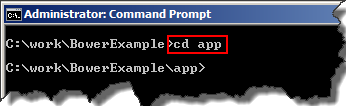 Administrator: Command Prompt
C:\work\BowerExample>cd app
C:\work\BowerExample\app>